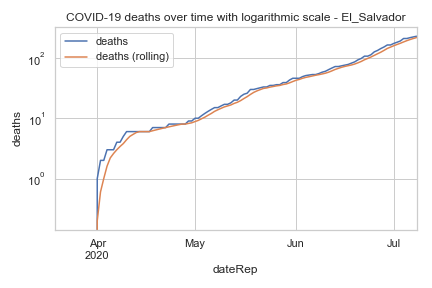 COVID-19 deaths over time with logarithmic scale - El_Salvador
deaths
deaths (rolling)
10²
10¹
10⁰
deaths
Apr
2020
May
Jun
Jul
dateRep